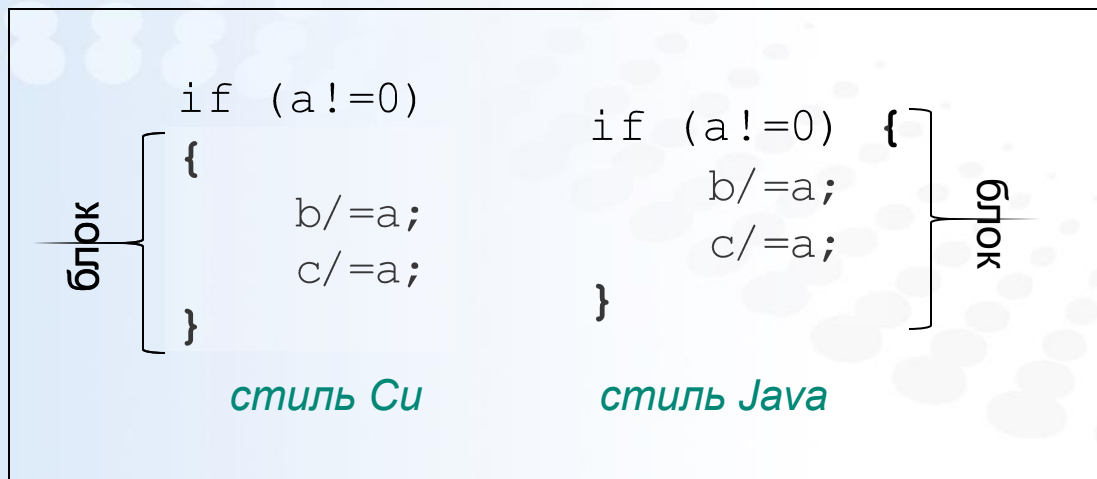 блок
if (a!=0)
{
b/=a;
c/=a;
}
стиль Си
if (a!=0) {
b/=a;
c/=a;
}
стиль Java
блок